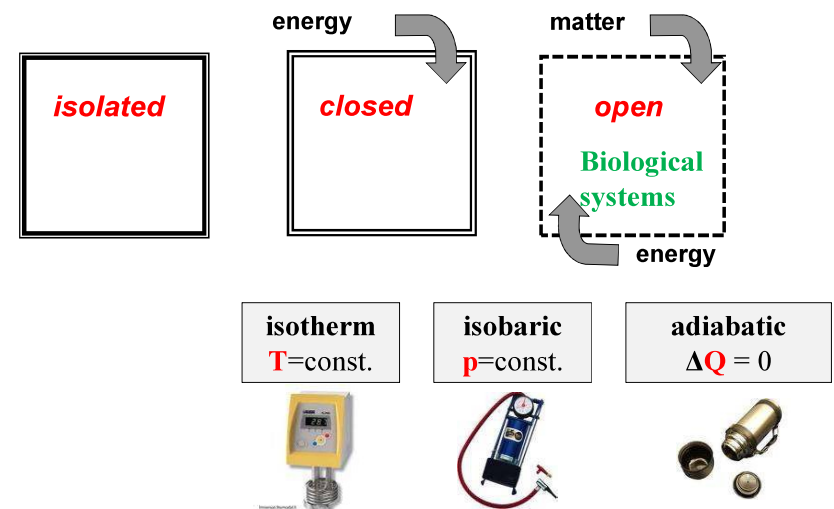 energy
matter
isolated
closed
open
Biological
systems
energy
isotherm
T=const.
isobaric
p=const.
adiabatic
ΔQ = 0